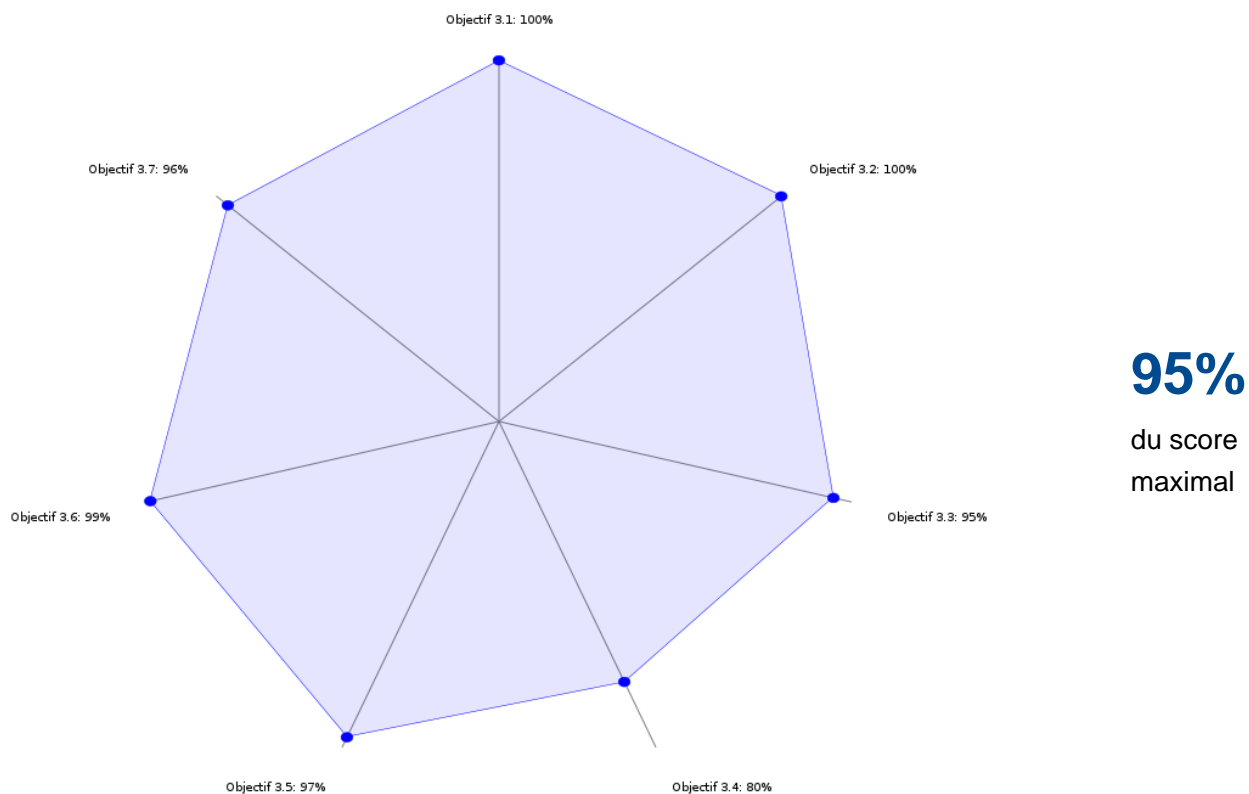 Objectif 3.1: 100%
Objectif 3.7: 96%
Objectif 3.2: 100%
95%
du score
maximal
Objectif 3.6: 99%
Objectif 3.3: 95%
Objectif 3.5: 97%
Objectif 3.4: 80%